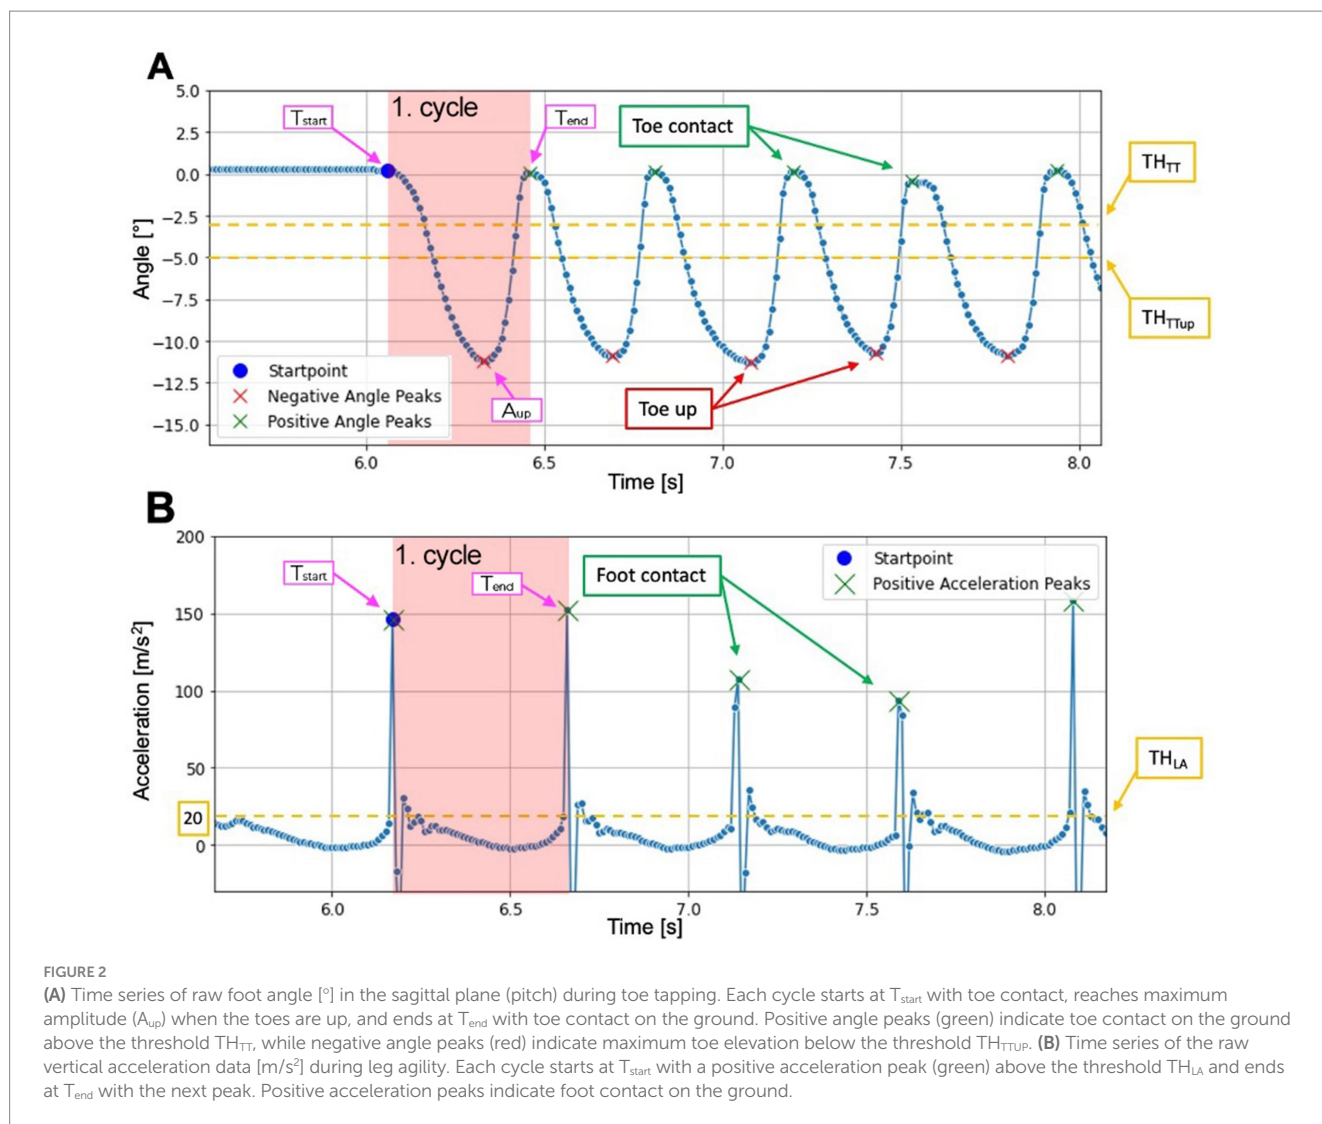 A
1. cycle
Tstart
Tend
Toe contact
THTT
THTTup
5.0
2.5
0.0
−2.5
−5.0
−7.5
−10.0
−12.5
−15.0
Angle [°]
Startpoint
Negative Angle Peaks
Positive Angle Peaks
Aup
Toe up
6.0 6.5 7.0 7.5 8.0
Time [s]
B
1. cycle
Tstart
Tend
Foot contact
Startpoint
Positive Acceleration Peaks
THLA
200
150
100
50
20
0
Acceleration [m/s²]
6.0 6.5 7.0 7.5 8.0
Time [s]
FIGURE 2
(A) Time series of raw foot angle [°] in the sagittal plane (pitch) during toe tapping. Each cycle starts at Tstart with toe contact, reaches maximum
amplitude (Aup) when the toes are up, and ends at Tend with toe contact on the ground. Positive angle peaks (green) indicate toe contact on the ground
above the threshold THTT, while negative angle peaks (red) indicate maximum toe elevation below the threshold THTTUP. (B) Time series of the raw
vertical acceleration data [m/s²] during leg agility. Each cycle starts at Tstart with a positive acceleration peak (green) above the threshold THLA and ends
at Tend with the next peak. Positive acceleration peaks indicate foot contact on the ground.